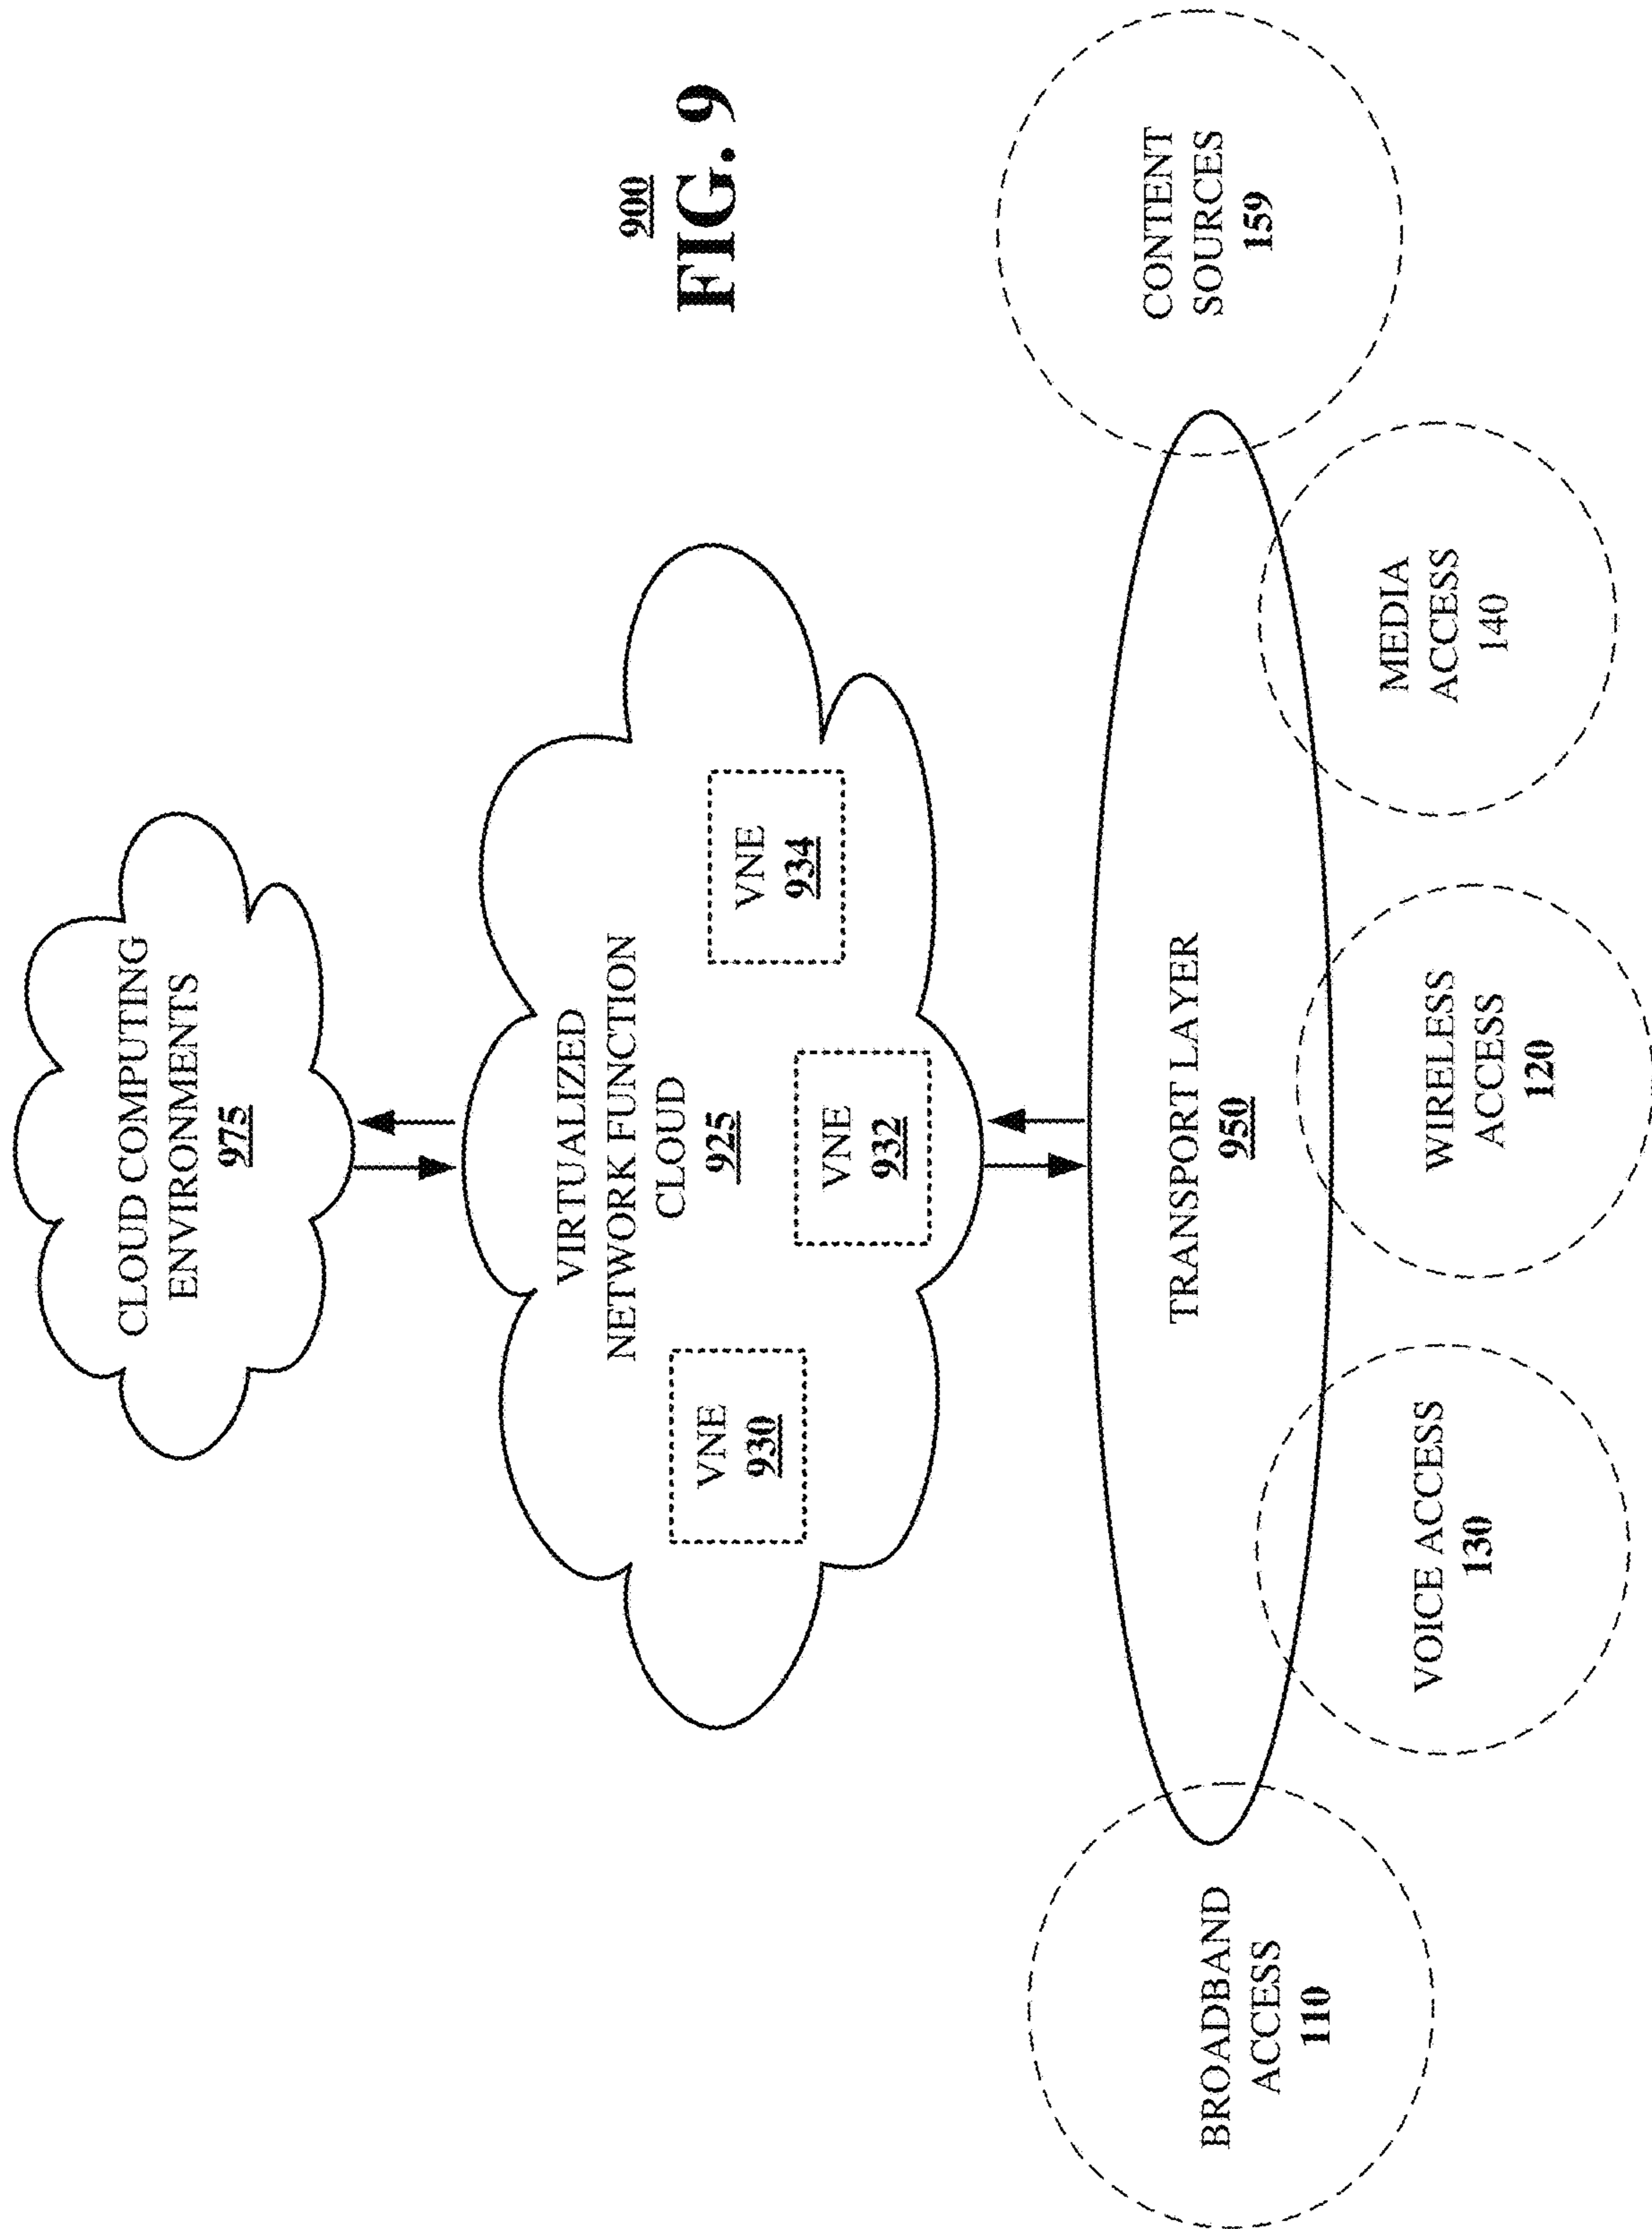 CLOUD COMPUTING
ENVIRONMENTS
975
VIRTUALIZED
NETWORK FUNCTION
CLOUD
925
VNE
930
VNE
932
VNE
934
900
FIG. 9
TRANSPORT LAYER
950
BROADBAND
ACCESS
110
VOICE ACCESS
130
WIRELESS
ACCESS
120
MEDIA
ACCESS
140
CONTENT
SOURCES
159